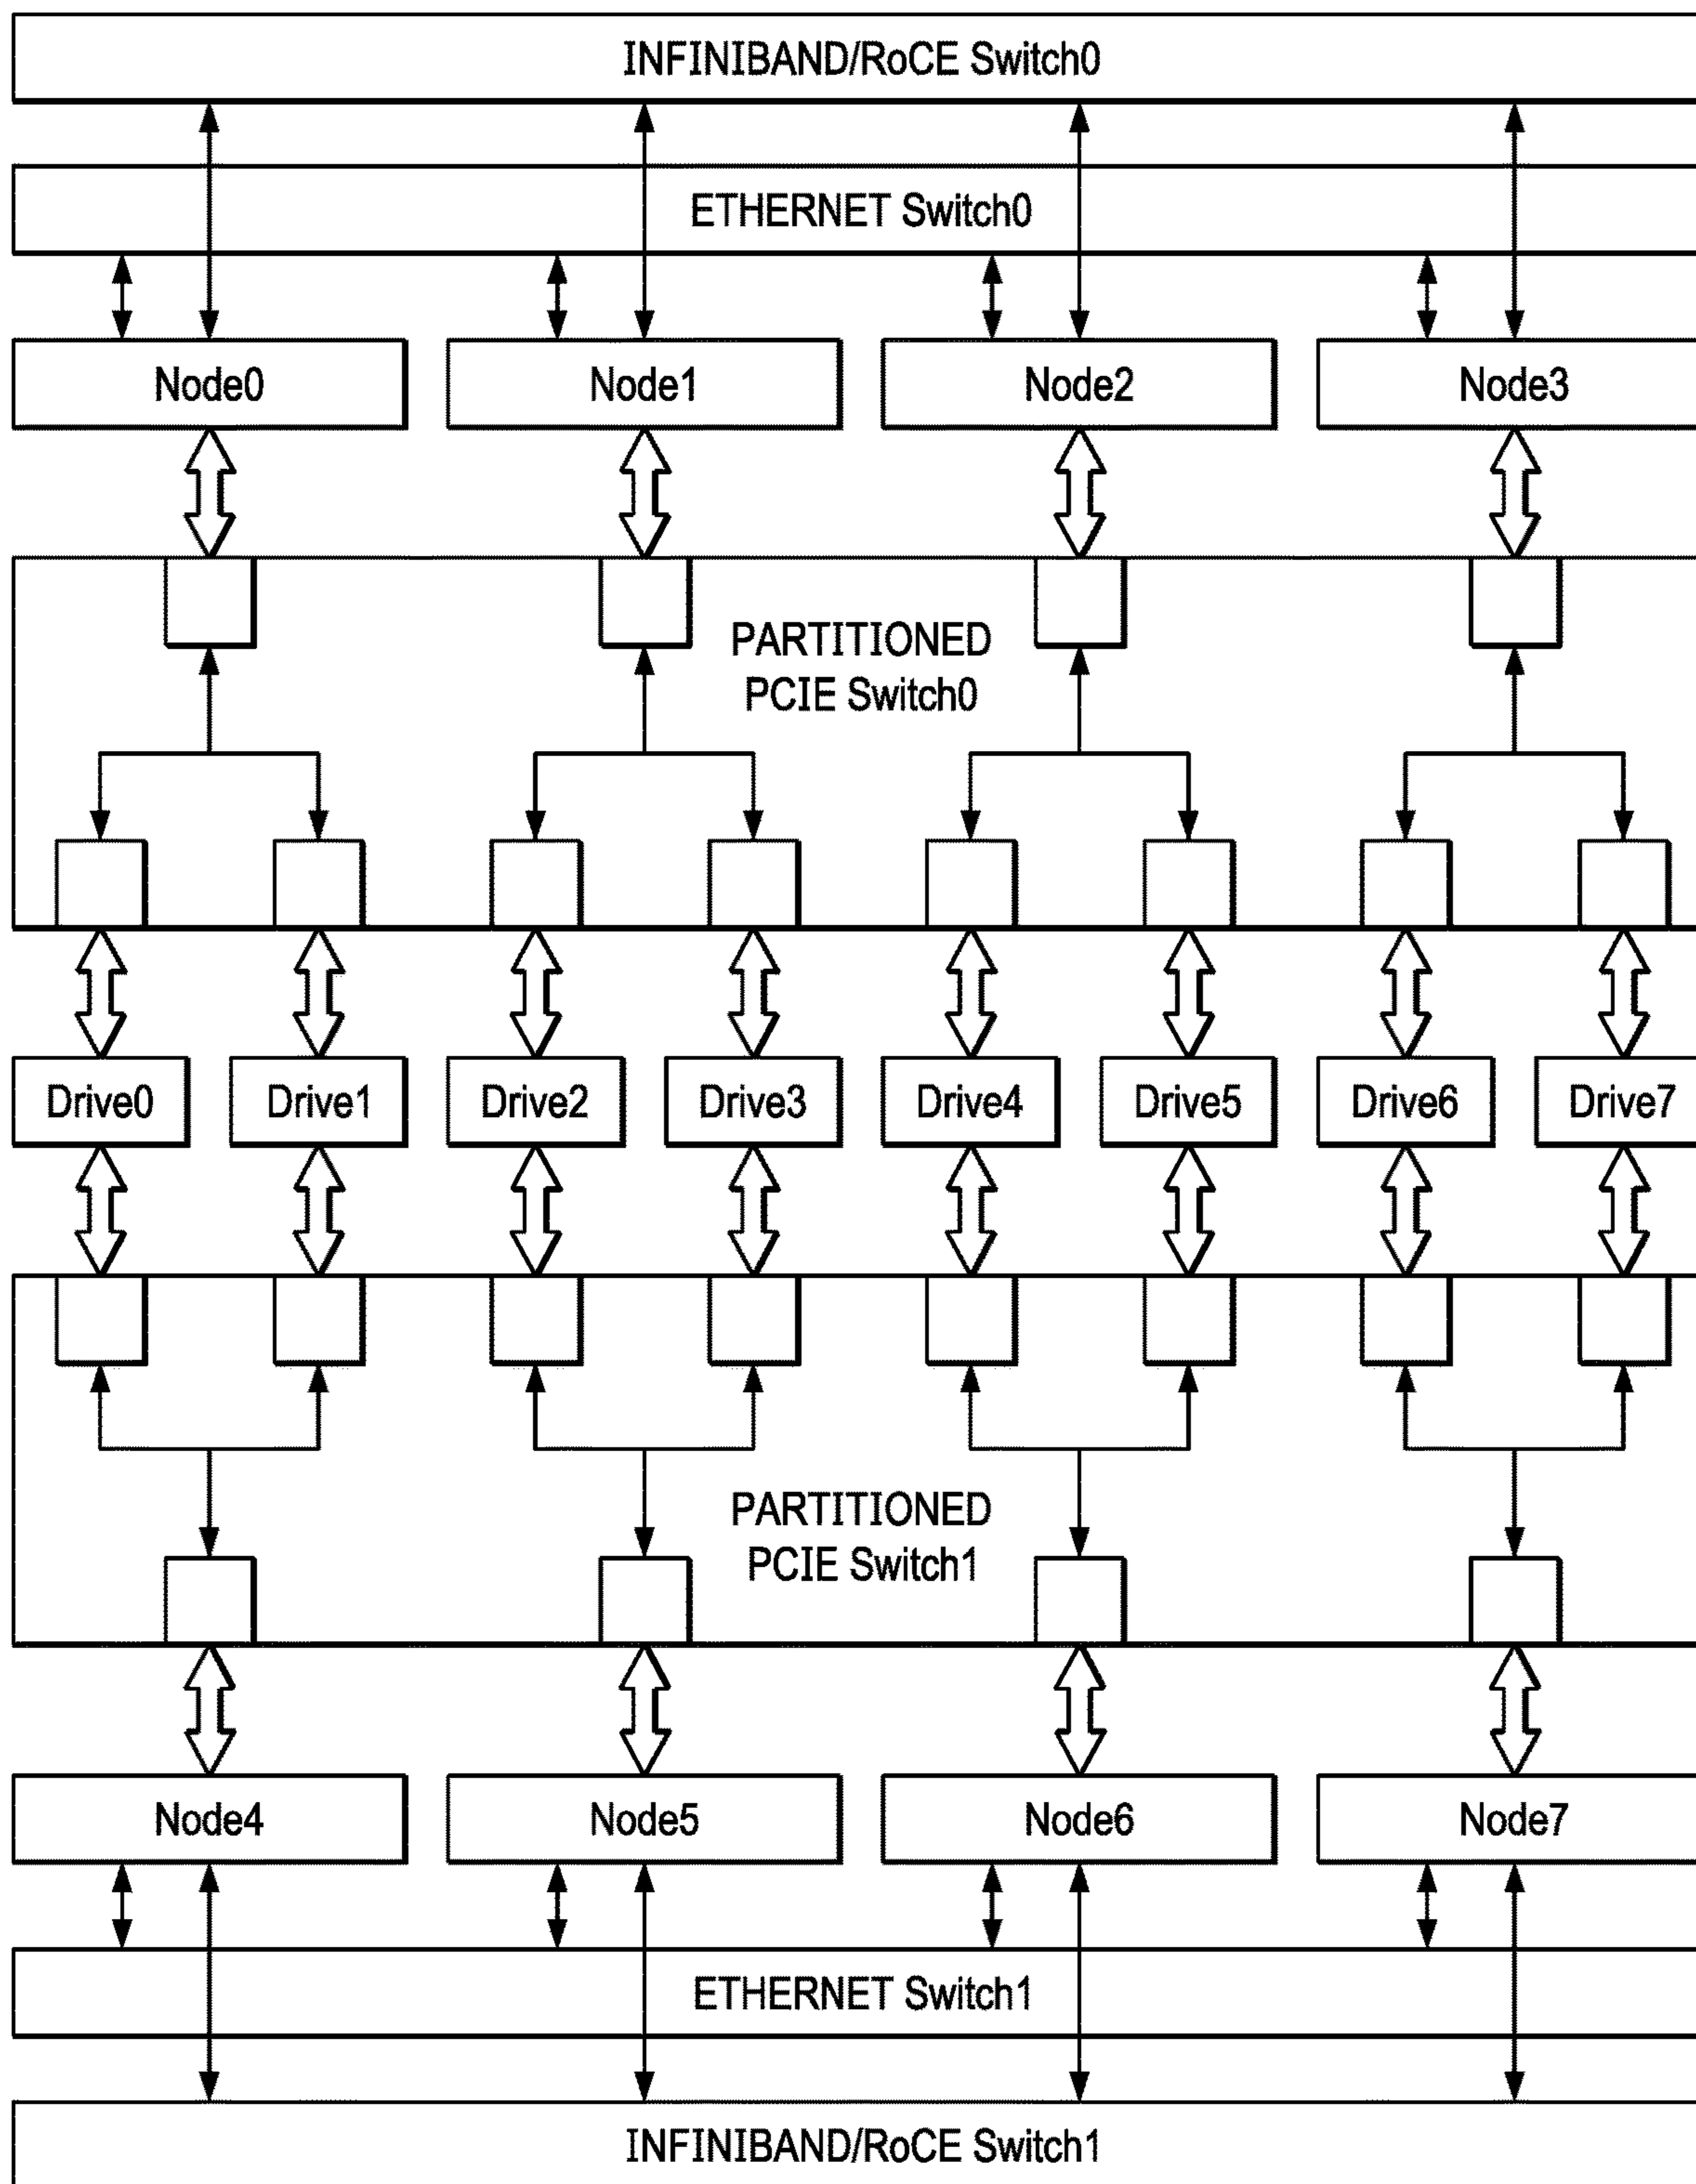 INFINIBAND/RoCE Switch0
ETHERNET Switch0
Node0
Node1
Node2
Node3
PARTITIONED
PCIE Switch0
Drive0
Drive1
Drive2
Drive3
Drive4
Drive5
Drive6
Drive7
PARTITIONED
PCIE Switch1
Node4
Node5
Node6
Node7
ETHERNET Switch1
INFINIBAND/RoCE Switch1